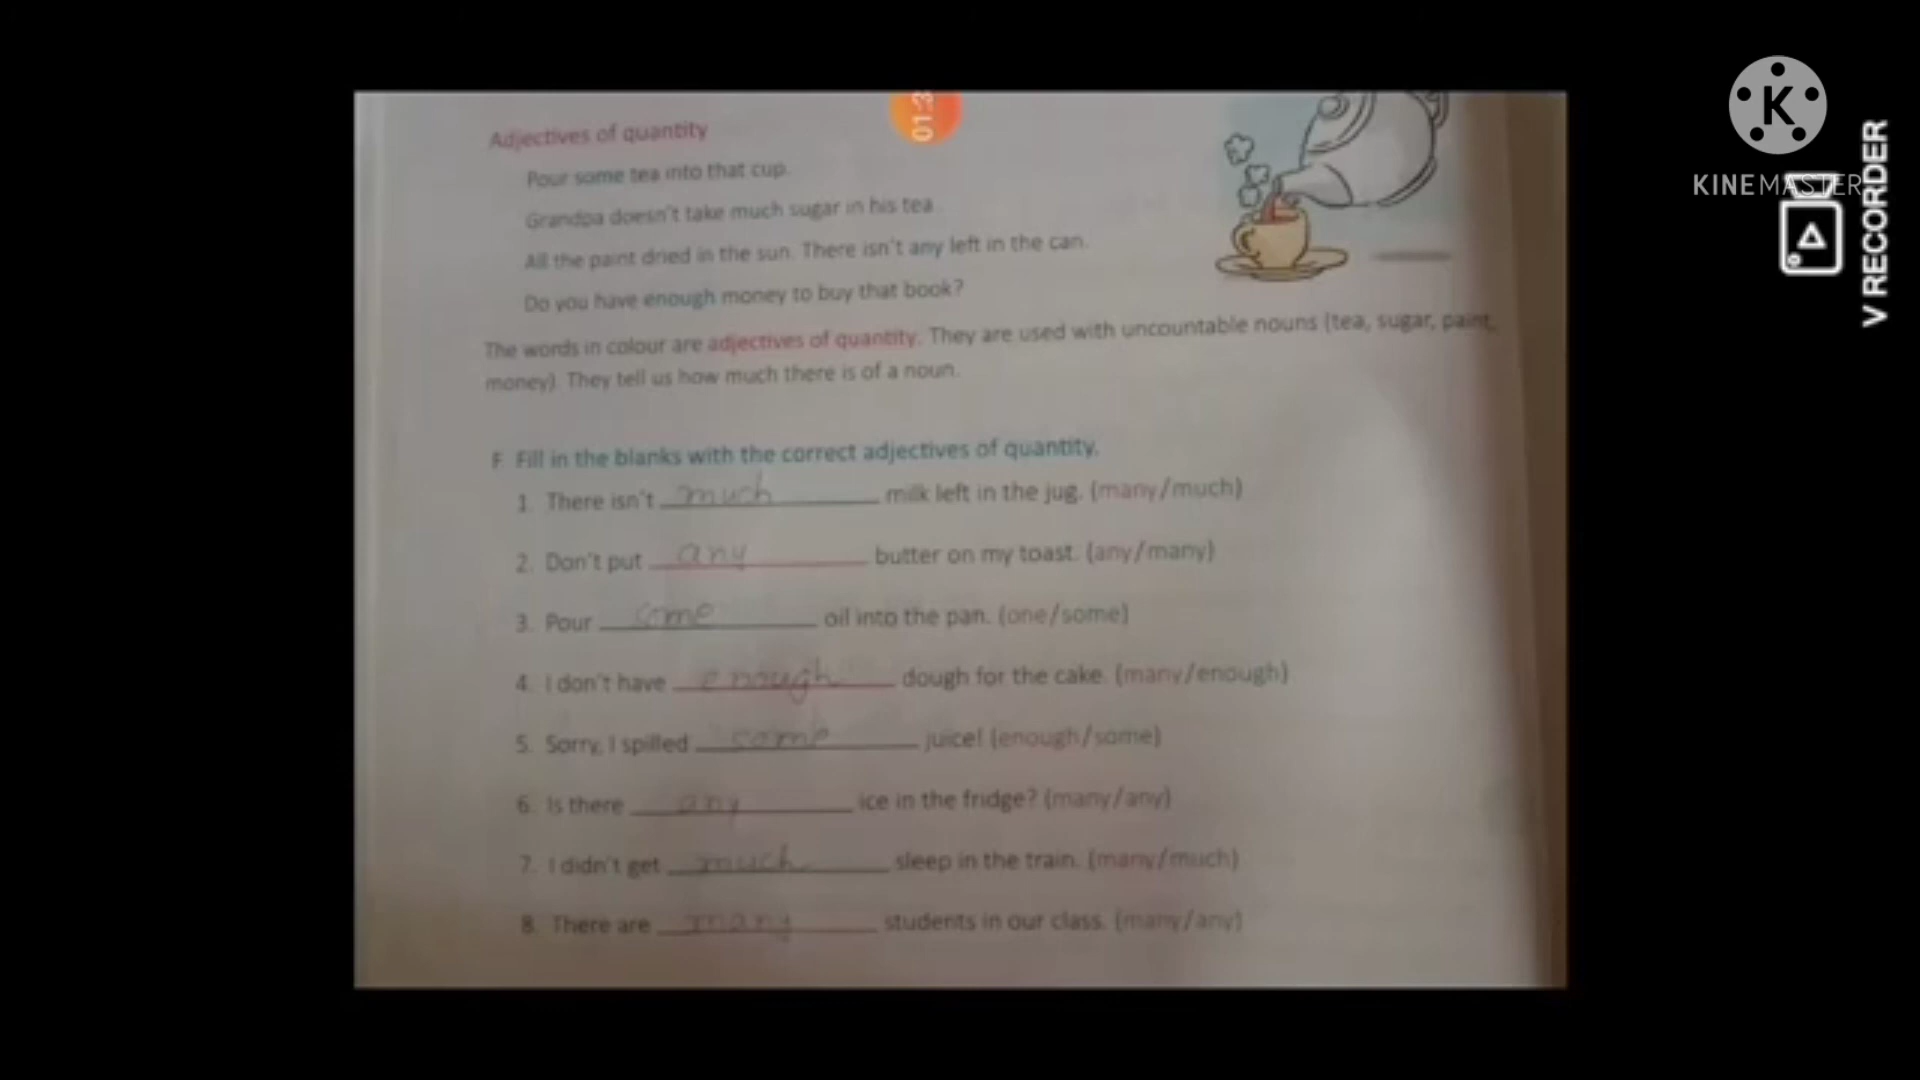 Adjectives of quantity
Pour some tea into that cup.
Grandpa doesn't take much sugar in his tea.
All the paint dried in the sun. There isn't any left in the can.
Do you have enough money to buy that book?
The words in colour are adjectives of quantity. They are used with uncountable nouns (tea, sugar, paint,
money). They tell us how much there is of a noun.
F. Fill in the blanks with the correct adjectives of quantity.
1. There isn't much milk left in the jug. (many/much)
2. Don't put any butter on my toast. (any/many)
3. Pour some oil into the pan. (one/some)
4. I don't have enough dough for the cake. (many/enough)
5. Sorry, I spilled some juice! (enough/some)
6. Is there any ice in the fridge? (many/any)
7. I didn't get much sleep in the train. (many/much)
8. There are many students in our class. (many/any)
K
KINEMASTER
V RECORDER